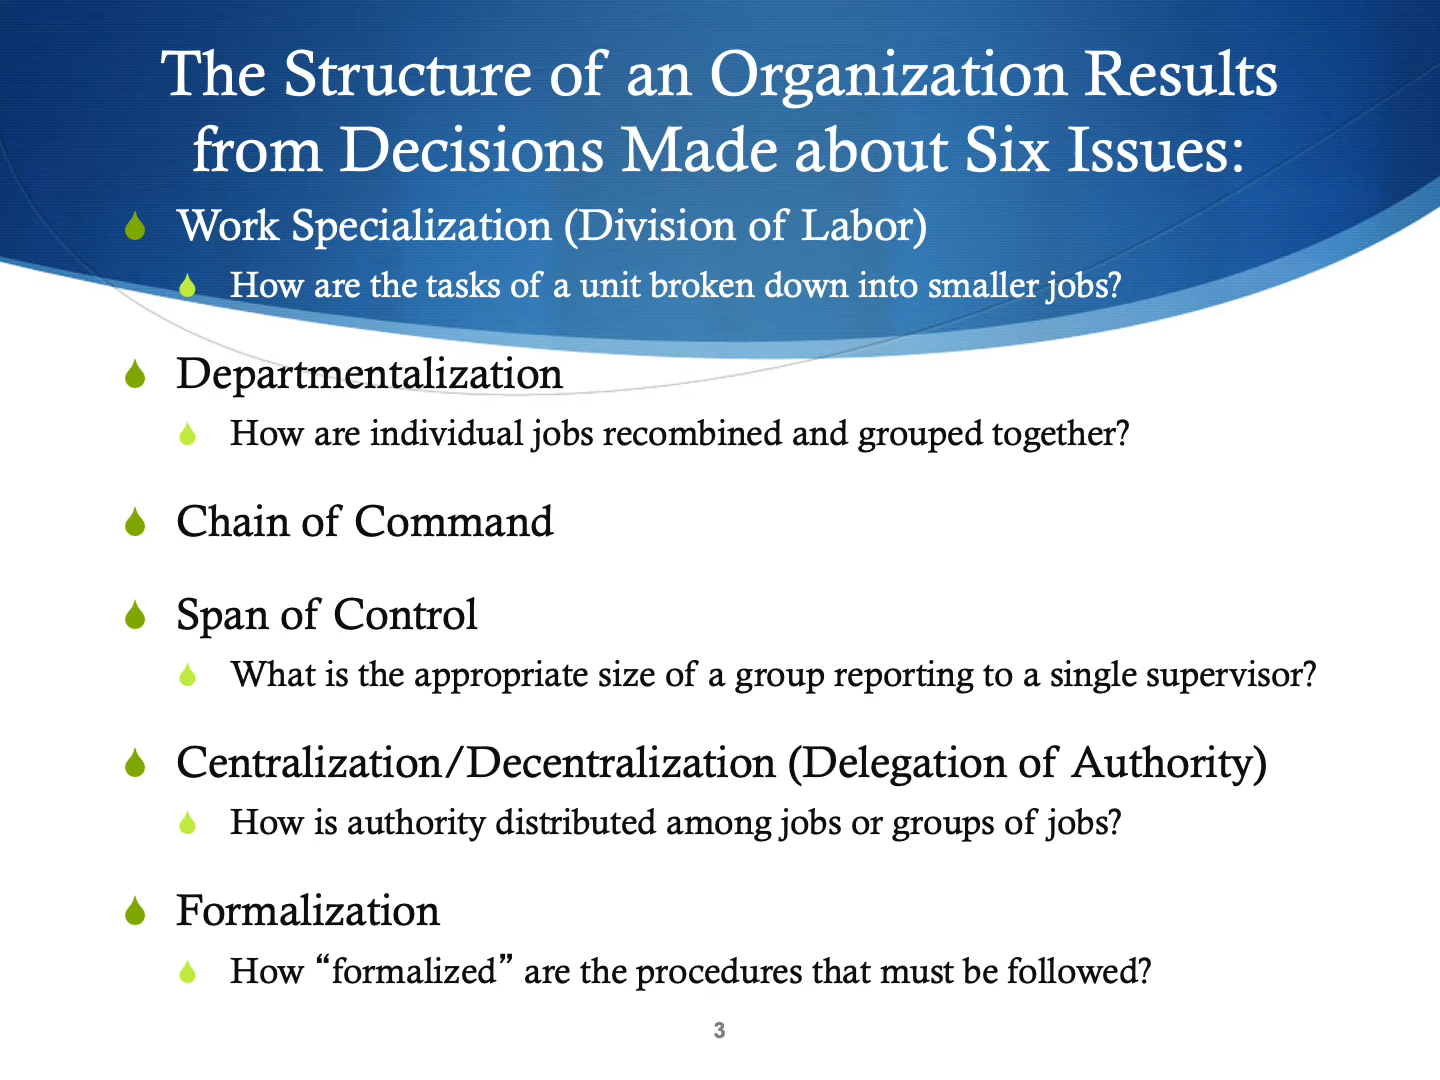 The Structure of an Organization Results
from Decisions Made about Six Issues:
Work Specialization (Division of Labor)
How are the tasks of a unit broken down into smaller jobs?
Departmentalization
How are individual jobs recombined and grouped together?
Chain of Command
Span of Control
What is the appropriate size of a group reporting to a single supervisor?
Centralization/Decentralization (Delegation of Authority)
How is authority distributed among jobs or groups of jobs?
Formalization
How “formalized” are the procedures that must be followed?
3